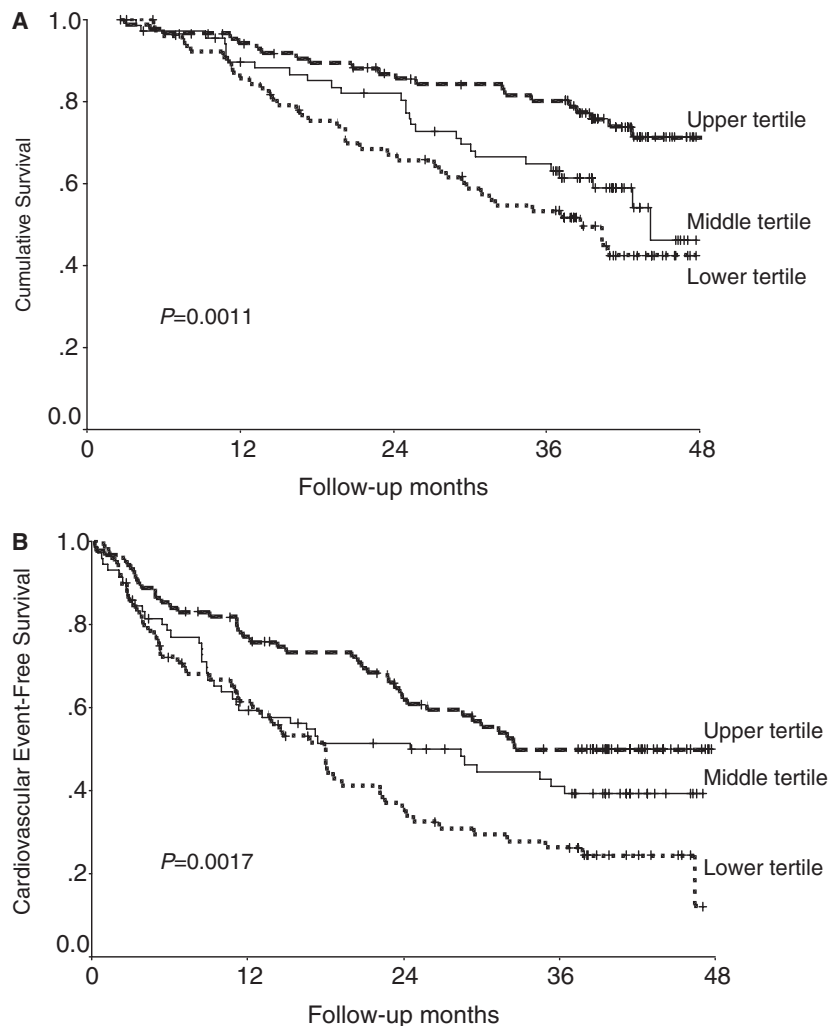 A
1.0
.8
.6
.4
.2
0.0
Cumulative Survival
Upper tertile
Middle tertile
Lower tertile
P=0.0011
0 12 24 36 48
Follow-up months
B
1.0
.8
.6
.4
.2
0.0
Cardiovascular Event-Free Survival
Upper tertile
Middle tertile
Lower tertile
P=0.0017
0 12 24 36 48
Follow-up months